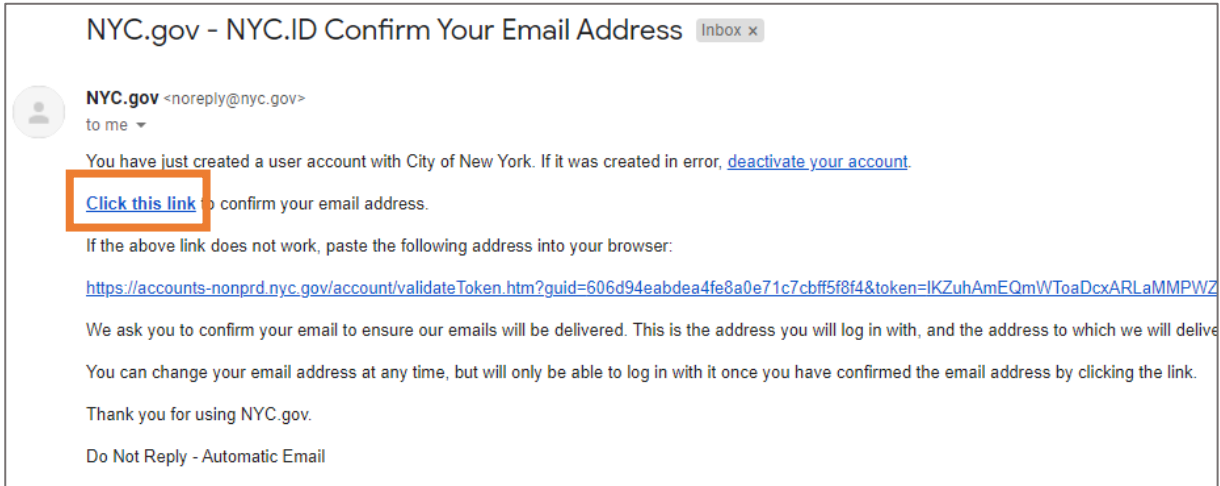 NYC.gov - NYC.ID Confirm Your Email Address Inbox x
NYC.gov <noreply@nyc.gov>
to me
You have just created a user account with City of New York. If it was created in error, deactivate your account.
Click this link to confirm your email address.
If the above link does not work, paste the following address into your browser:
https://accounts-nonprd.nyc.gov/account/validateToken.htm?guid=606d94eabdea4fe8a0e71c7cbff5f8f4&token=IKZuhAmEQmWToaDcxARLaMMPWZ
We ask you to confirm your email to ensure our emails will be delivered. This is the address you will log in with, and the address to which we will delive
You can change your email address at any time, but will only be able to log in with it once you have confirmed the email address by clicking the link.
Thank you for using NYC.gov.
Do Not Reply - Automatic Email